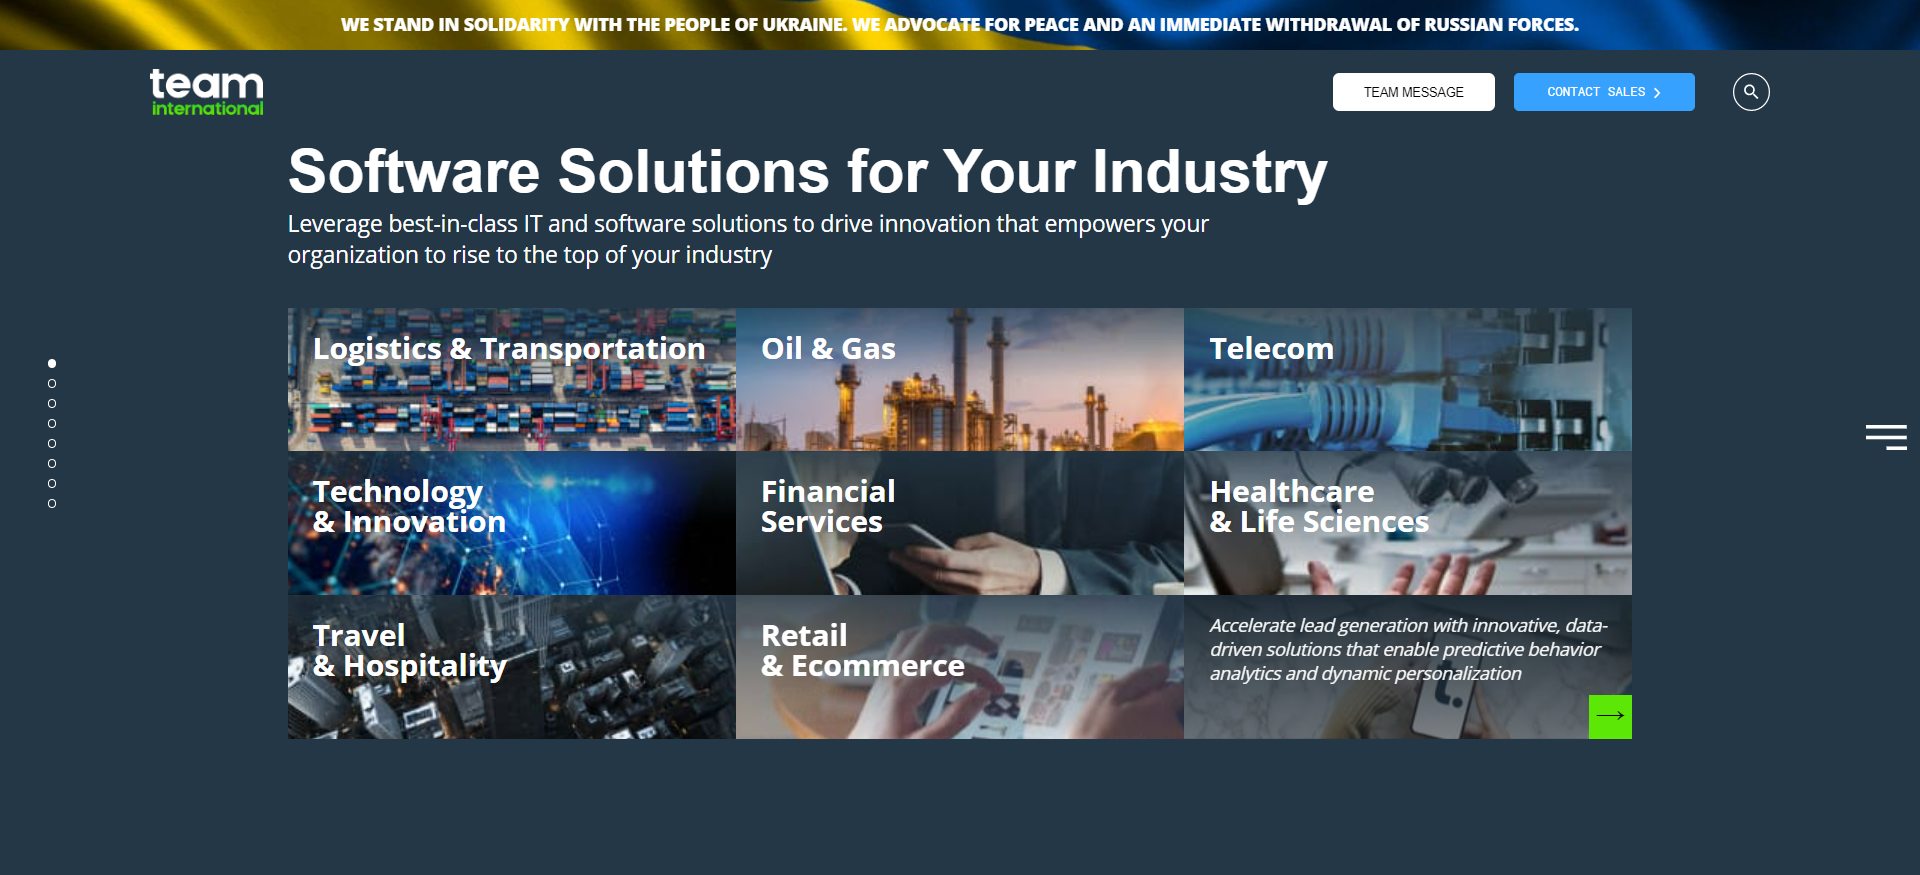 WE STAND IN SOLIDARITY WITH THE PEOPLE OF UKRAINE. WE ADVOCATE FOR PEACE AND AN IMMEDIATE WITHDRAWAL OF RUSSIAN FORCES.
team
international
TEAM MESSAGE
CONTACT SALES
Software Solutions for Your Industry
Leverage best-in-class IT and software solutions to drive innovation that empowers your
organization to rise to the top of your industry
Logistics & Transportation
Oil & Gas
Telecom
Technology
& Innovation
Financial
Services
Healthcare
& Life Sciences
Travel
& Hospitality
Retail
& Ecommerce
Accelerate lead generation with innovative, data-
driven solutions that enable predictive behavior
analytics and dynamic personalization